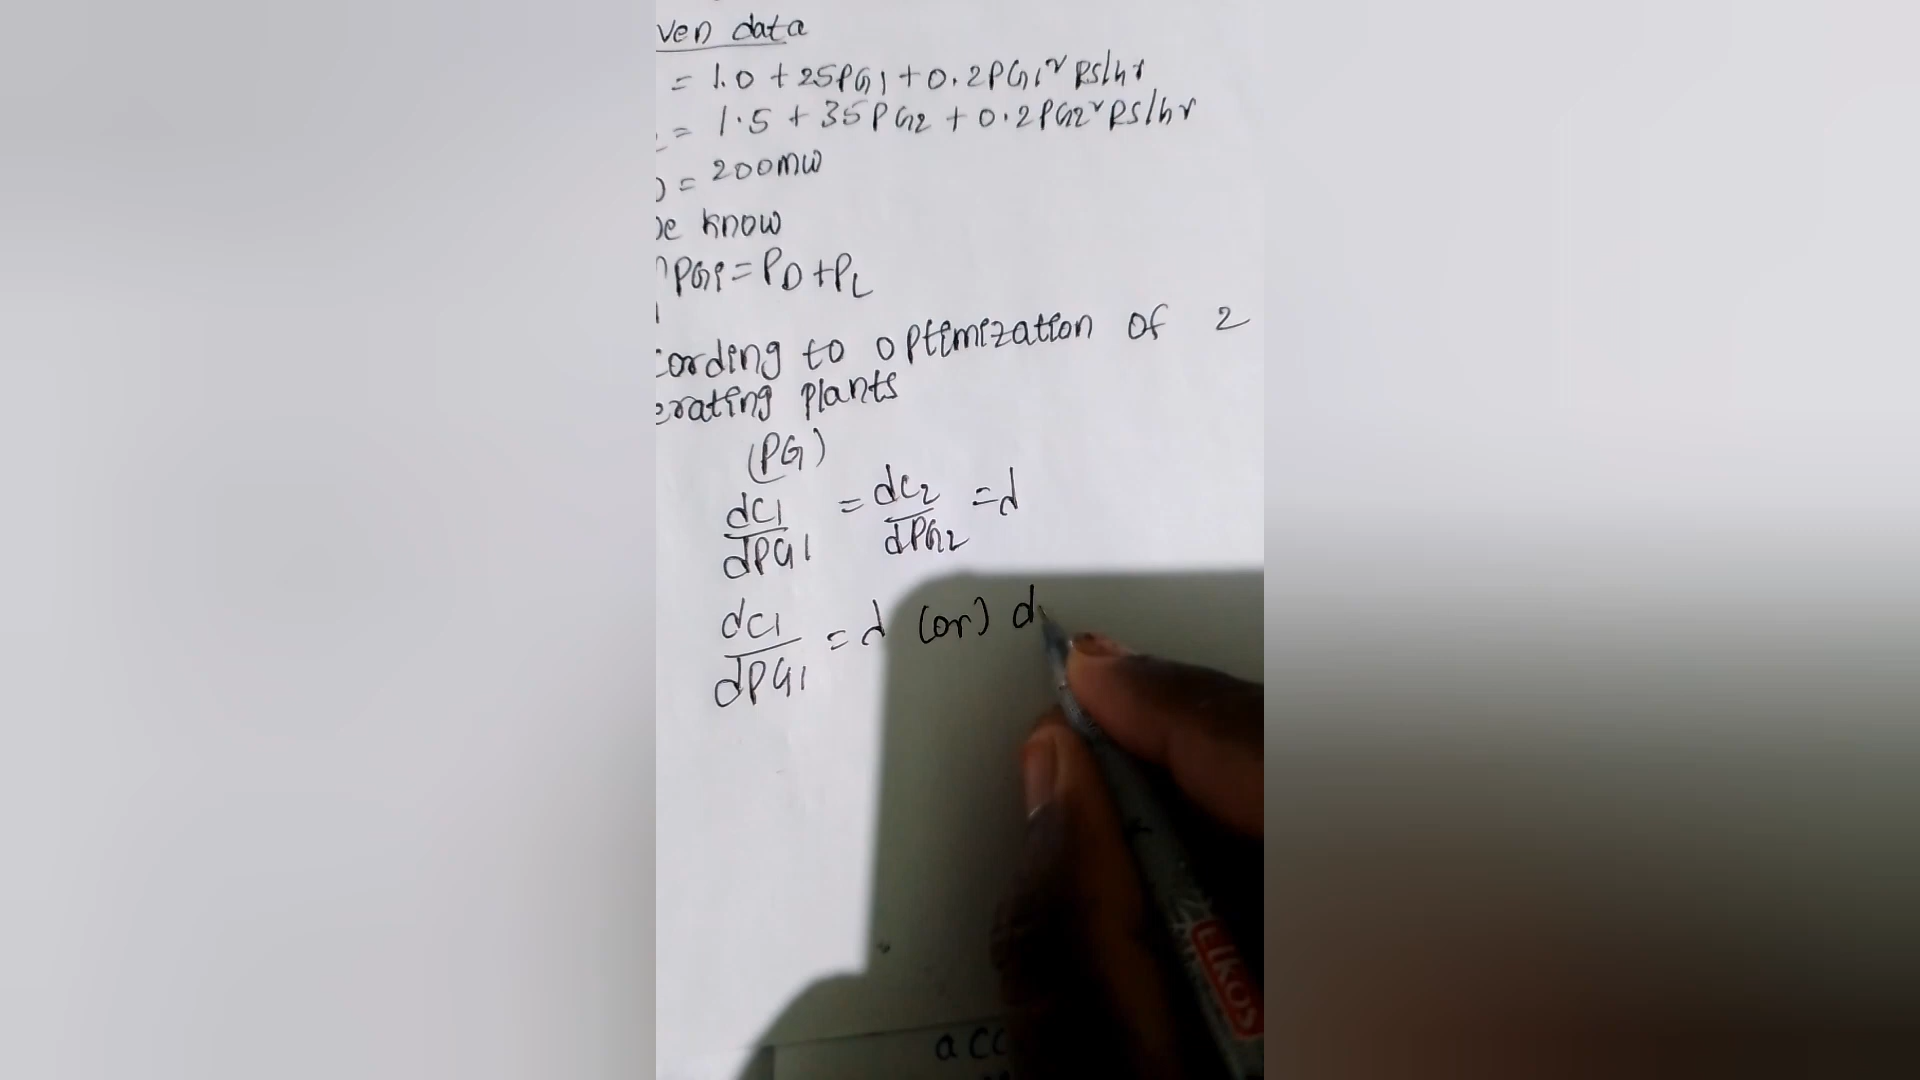 ven data
= 1.0 + 25PG1 + 0.2PG1² RS/hr
= 1.5 + 35PG2 + 0.2PG2² RS/hr
= 200MW
know
PGi = PD + PL
cording to optimization of 2
erating plants
(PG)
dC1/dPG1 = dC2/dPG2 = d
dC1/dPG1 = d (or) d
Elkos
acc